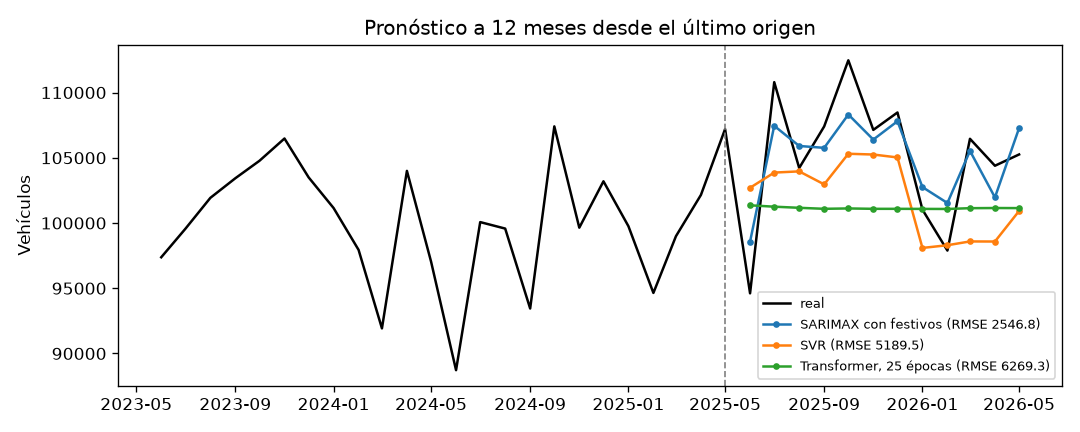 Pronóstico a 12 meses desde el último origen
Vehículos
110000
105000
100000
95000
90000
real
SARIMAX con festivos (RMSE 2546.8)
SVR (RMSE 5189.5)
Transformer, 25 épocas (RMSE 6269.3)
2023-05 2023-09 2024-01 2024-05 2024-09 2025-01 2025-05 2025-09 2026-01 2026-05